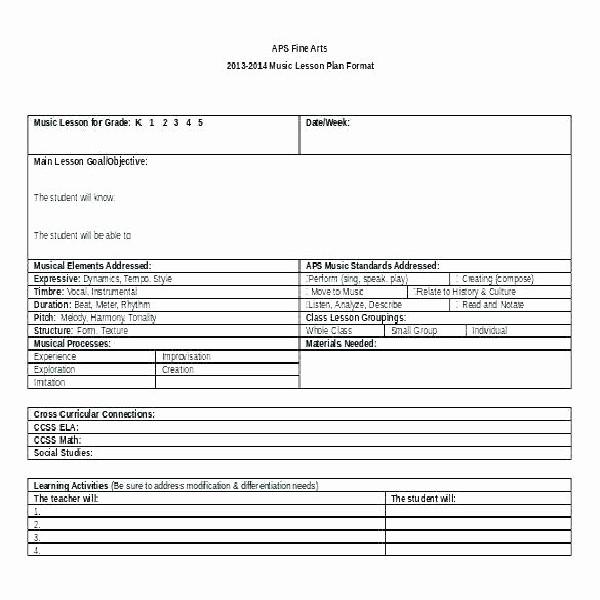 APS Fine Arts
2013-2014 Music Lesson Plan Format
Music Lesson for Grade: K 1 2 3 4 5
Date/Week:
Main Lesson Goal/Objective:
The student will know:
The student will be able to
Musical Elements Addressed:
APS Music Standards Addressed:
Expressive: Dynamics, Tempo, Style
Perform (sing, speak, play)
Creating (compose)
Timbre: Vocal, Instrumental
Move to Music
Relate to History & Culture
Duration: Beat, Meter, Rhythm
Listen, Analyze, Describe
Read and Notate
Pitch: Melody, Harmony, Tonality
Class Lesson Groupings:
Structure: Form, Texture
Whole Class
Small Group
Individual
Musical Processes:
Materials Needed:
Experience
Improvisation
Exploration
Creation
Imitation
Cross Curricular Connections:
CCSS ELA:
CCSS Math:
Social Studies:
Learning Activities (Be sure to address modification & differentiation needs)
The teacher will:
The student will:
1.
2.
3.
4.